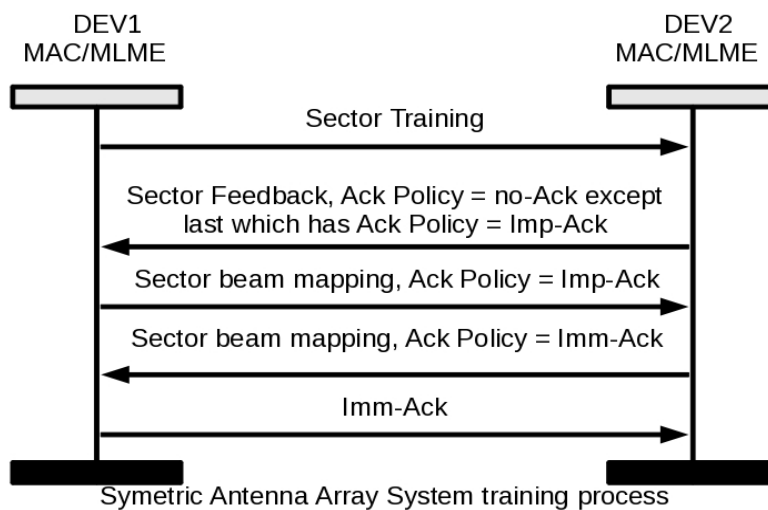 DEV1
MAC/MLME
DEV2
MAC/MLME
Sector Training
Sector Feedback, Ack Policy = no-Ack except
last which has Ack Policy = Imp-Ack
Sector beam mapping, Ack Policy = Imp-Ack
Sector beam mapping, Ack Policy = Imm-Ack
Imm-Ack
Symetric Antenna Array System training process